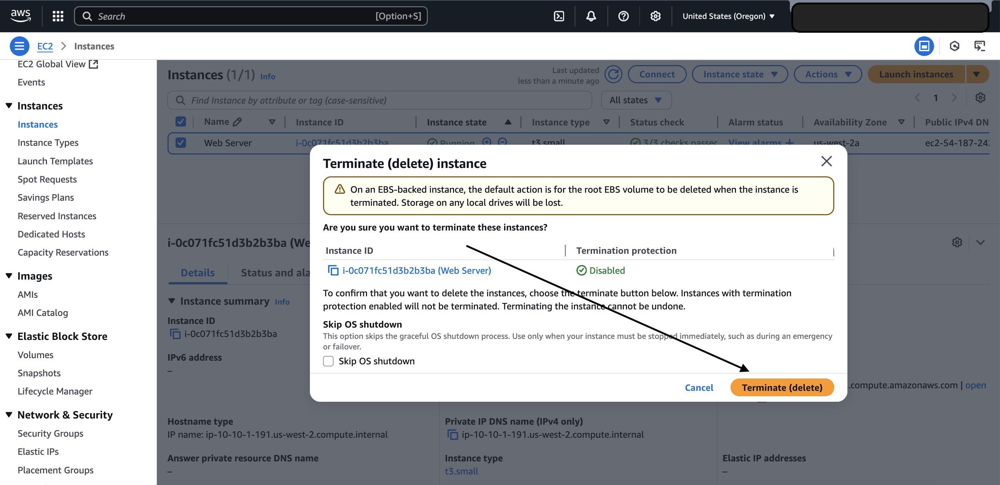 aws
Search
[Option+S]
United States (Oregon)
EC2
Instances
EC2 Global View
Events
Instances
Instances
Instance Types
Launch Templates
Spot Requests
Savings Plans
Reserved Instances
Dedicated Hosts
Capacity Reservations
Images
AMIs
AMI Catalog
Elastic Block Store
Volumes
Snapshots
Lifecycle Manager
Network & Security
Security Groups
Elastic IPs
Placement Groups
Instances (1/1) Info
Last updated
less than a minute ago
Connect
Instance state
Actions
Launch instances
Find Instance by attribute or tag (case-sensitive)
All states
1
Name Instance ID Instance state Instance type Status check Alarm status Availability Zone Public IPv4 DN
Web Server i-0c071fc51d3b2b3ba Running t3.small 3/3 checks passec View alarms us-west-2a ec2-54-187-24
Terminate (delete) instance
On an EBS-backed instance, the default action is for the root EBS volume to be deleted when the instance is
terminated. Storage on any local drives will be lost.
Are you sure you want to terminate these instances?
Instance ID Termination protection
i-0c071fc51d3b2b3ba (Web Server) Disabled
To confirm that you want to delete the instances, choose the terminate button below. Instances with termination
protection enabled will not be terminated. Terminating the instance cannot be undone.
Skip OS shutdown
This option skips the graceful OS shutdown process. Use only when your instance must be stopped immediately, such as during an emergency
or failover.
Skip OS shutdown
Cancel
Terminate (delete)
i-0c071fc51d3b2b3ba (We
Details
Status and ala
Instance summary Info
Instance ID
i-0c071fc51d3b2b3ba
IPv6 address
–
.compute.amazonaws.com | open
Hostname type
IP name: ip-10-10-1-191.us-west-2.compute.internal
Private IP DNS name (IPv4 only)
ip-10-10-1-191.us-west-2.compute.internal
Answer private resource DNS name
–
Instance type
t3.small
Elastic IP addresses
–